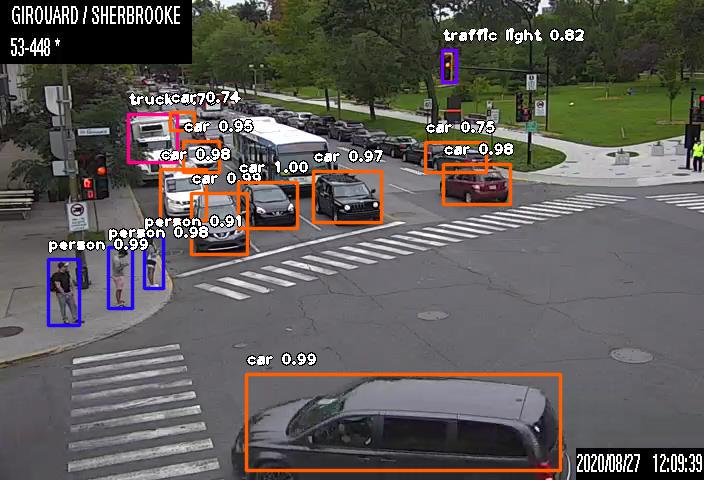 GIROUARD / SHERBROOKE
53-448 *
traffic light 0.82
car 0.74
car 0.95
car 0.75
car 0.98
car 0.99
car 1.00
car 0.97
car 0.98
person 0.91
person 0.98
person 0.99
car 0.99
2020/08/27 12:09:39